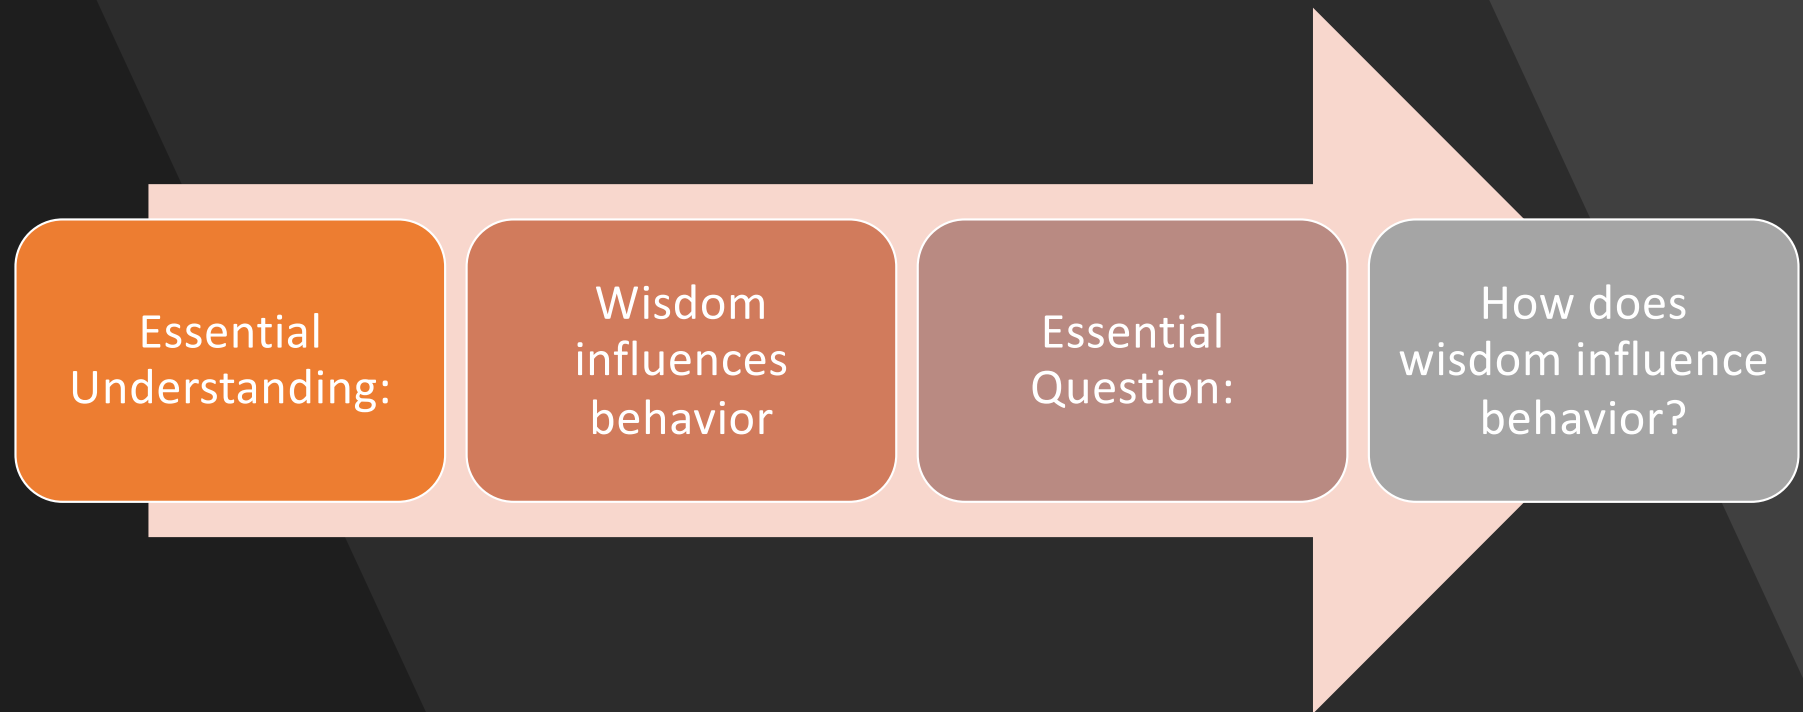 Essential
Understanding:
Wisdom
influences
behavior
Essential
Question:
How does
wisdom influence
behavior?